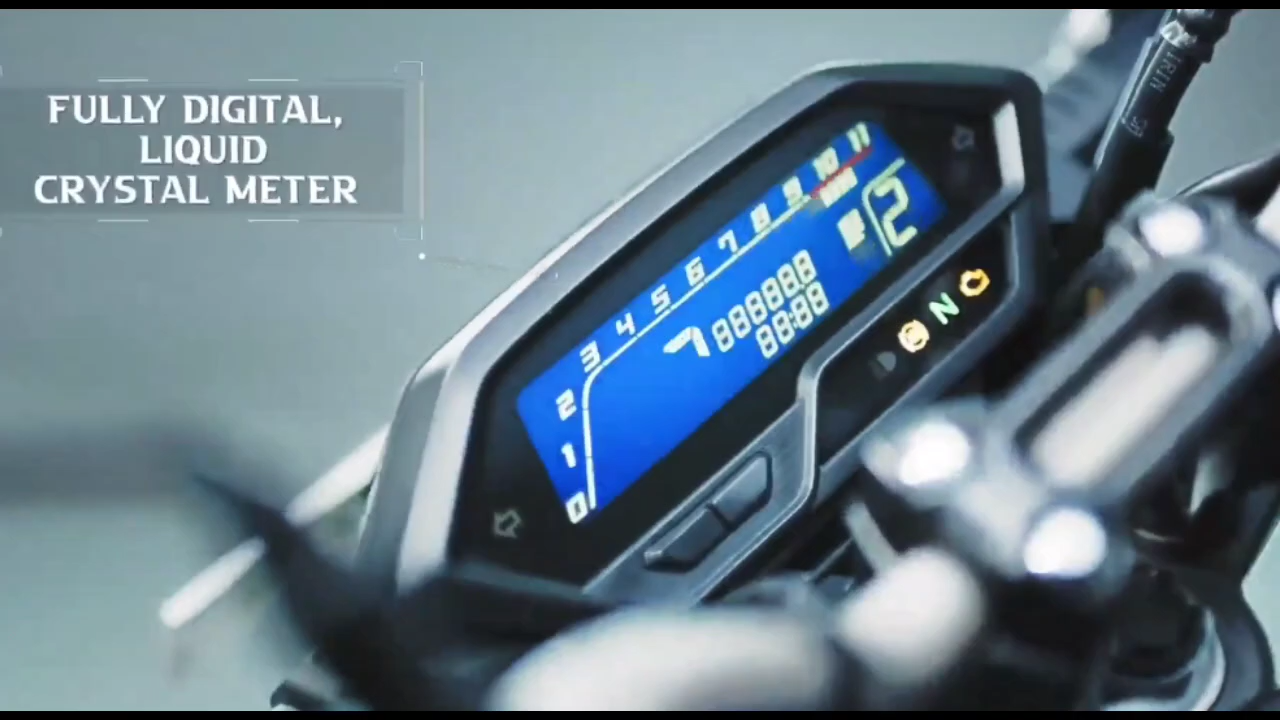 FULLY DIGITAL,
LIQUID
CRYSTAL METER
0 1 2 3 4 5 6 7 8 9 10 11
2
888888
88:88
N